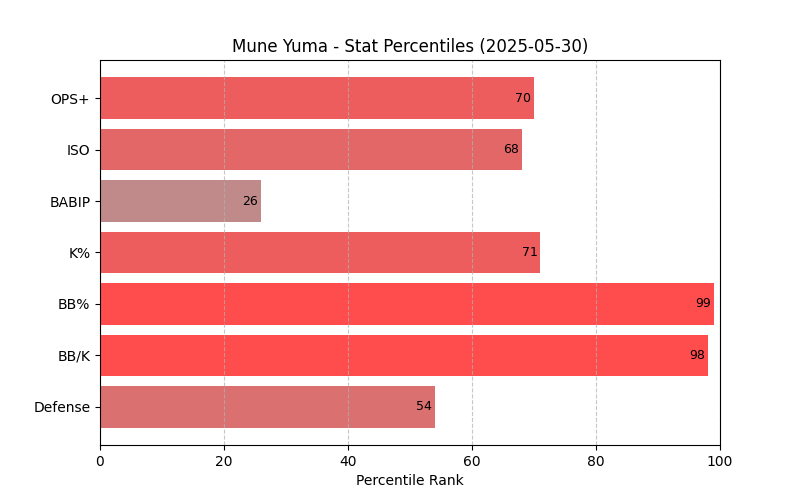 Mune Yuma - Stat Percentiles (2025-05-30)
OPS+ 70
ISO 68
BABIP 26
K% 71
BB% 99
BB/K 98
Defense 54
0 20 40 60 80 100
Percentile Rank